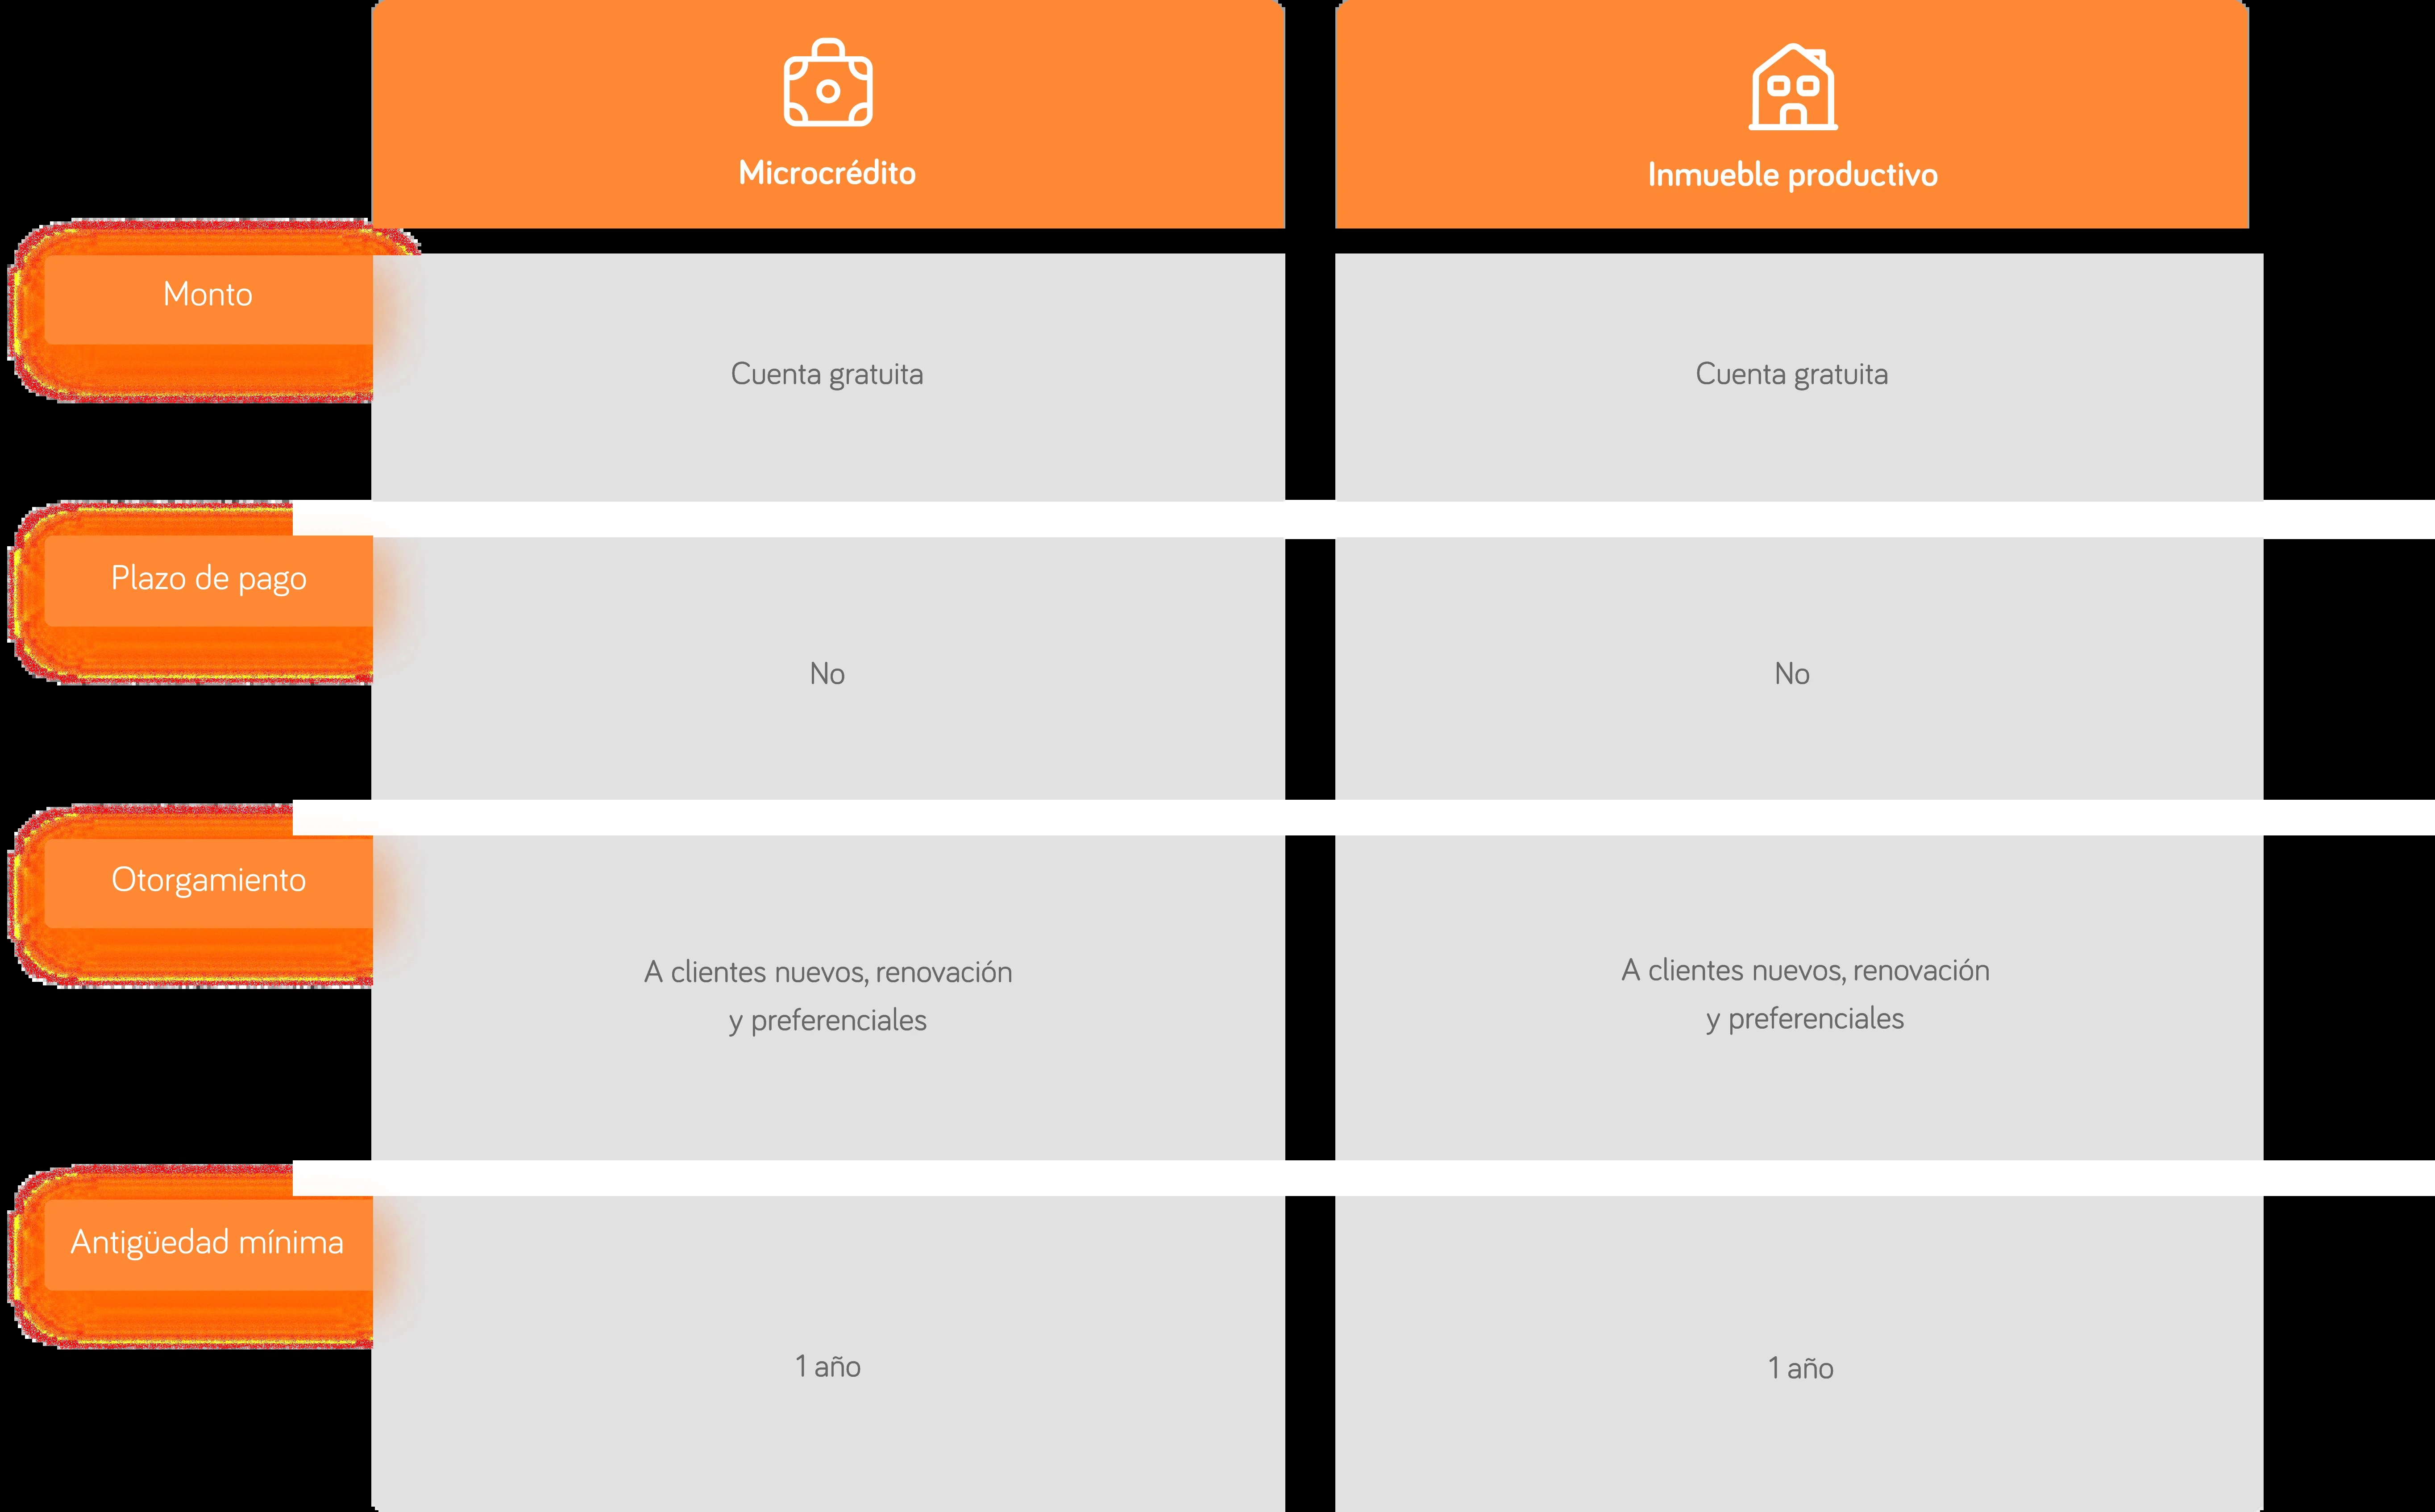 Microcrédito
Inmueble productivo
Monto
Cuenta gratuita
Cuenta gratuita
Plazo de pago
No
No
Otorgamiento
A clientes nuevos, renovación
y preferenciales
A clientes nuevos, renovación
y preferenciales
Antigüedad mínima
1 año
1 año